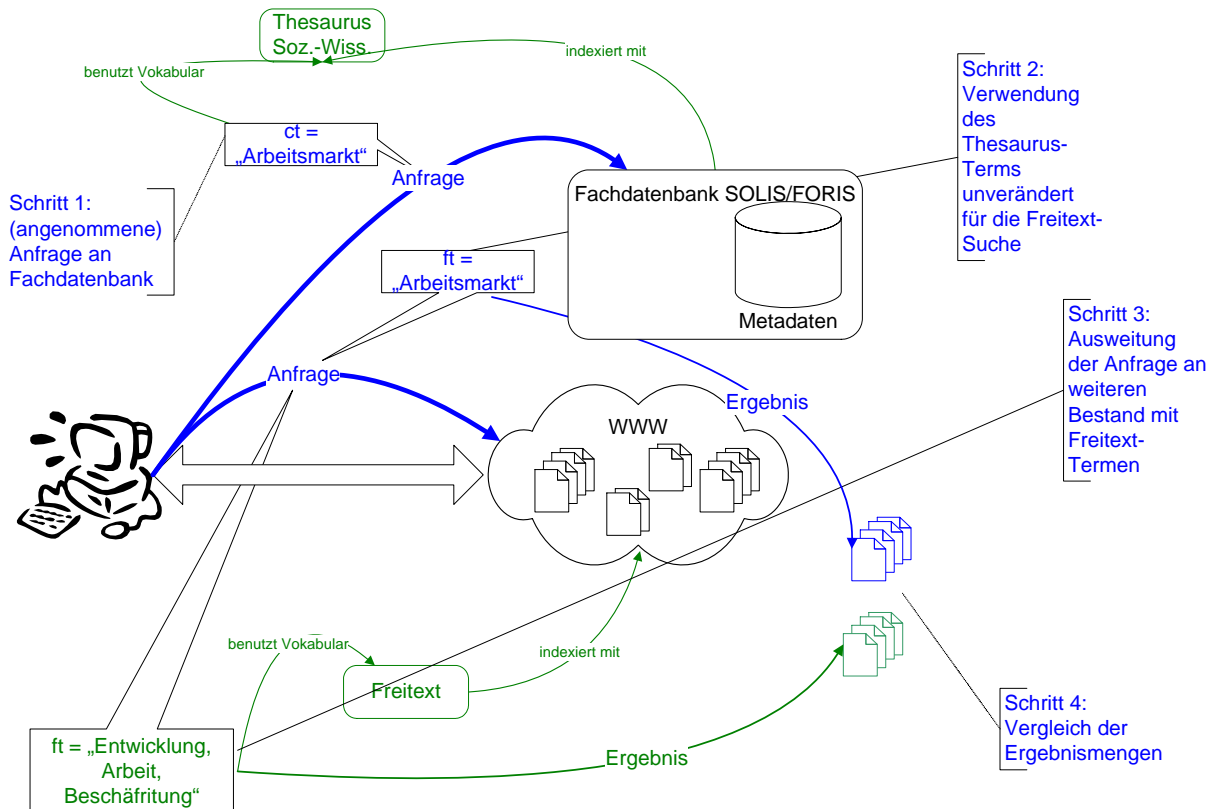 Thesaurus
Soz.-Wiss.
indexiert mit
benutzt Vokabular
ct =
„Arbeitsmarkt“
Anfrage
Schritt 1:
(angenommene)
Anfrage an
Fachdatenbank
Fachdatenbank SOLIS/FORIS
Metadaten
Schritt 2:
Verwendung
des
Thesaurus-
Terms
unverändert
für die Freitext-
Suche
ft =
„Arbeitsmarkt“
Anfrage
Ergebnis
WWW
Schritt 3:
Ausweitung
der Anfrage an
weiteren
Bestand mit
Freitext-
Termen
benutzt Vokabular
indexiert mit
Freitext
Ergebnis
ft = „Entwicklung,
Arbeit,
Beschäfritung“
Schritt 4:
Vergleich der
Ergebnismengen